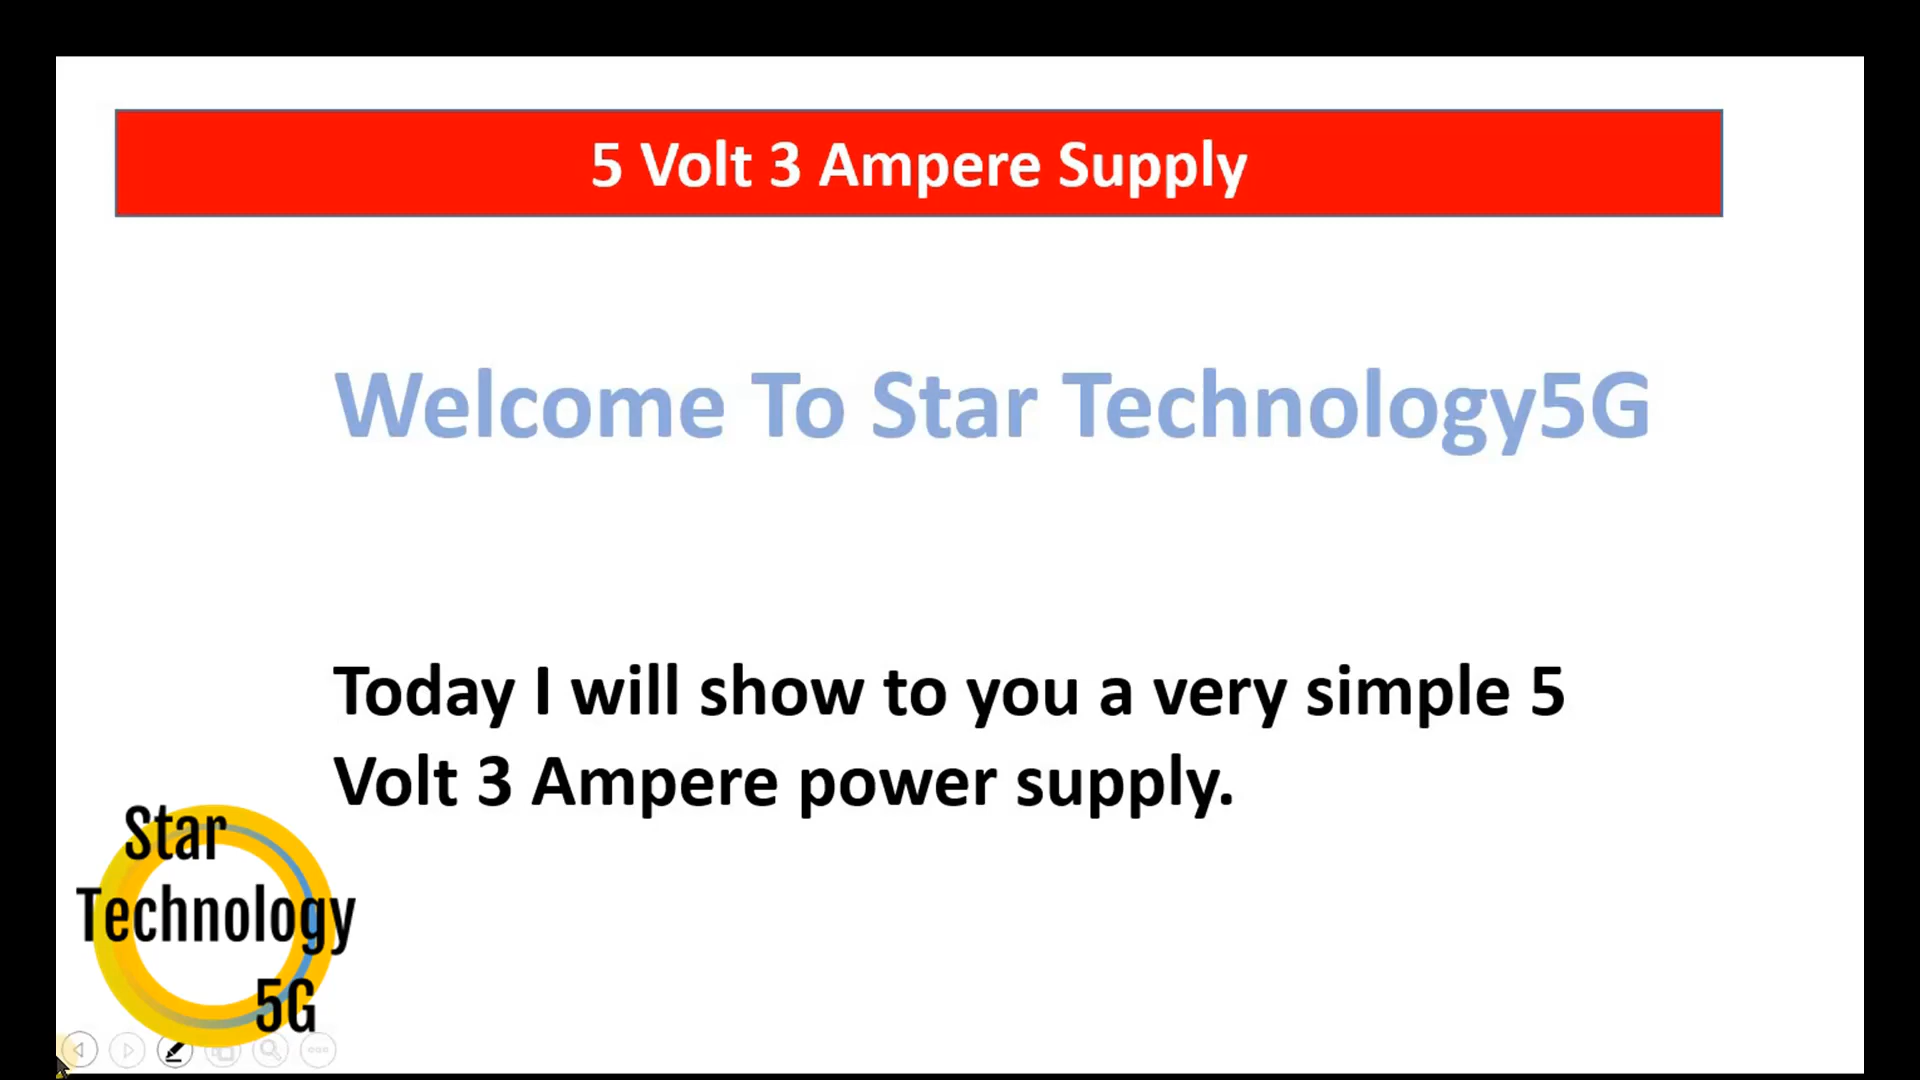 5 Volt 3 Ampere Supply
Welcome To Star Technology5G
Today I will show to you a very simple 5
Volt 3 Ampere power supply.
Star
Technology
5G